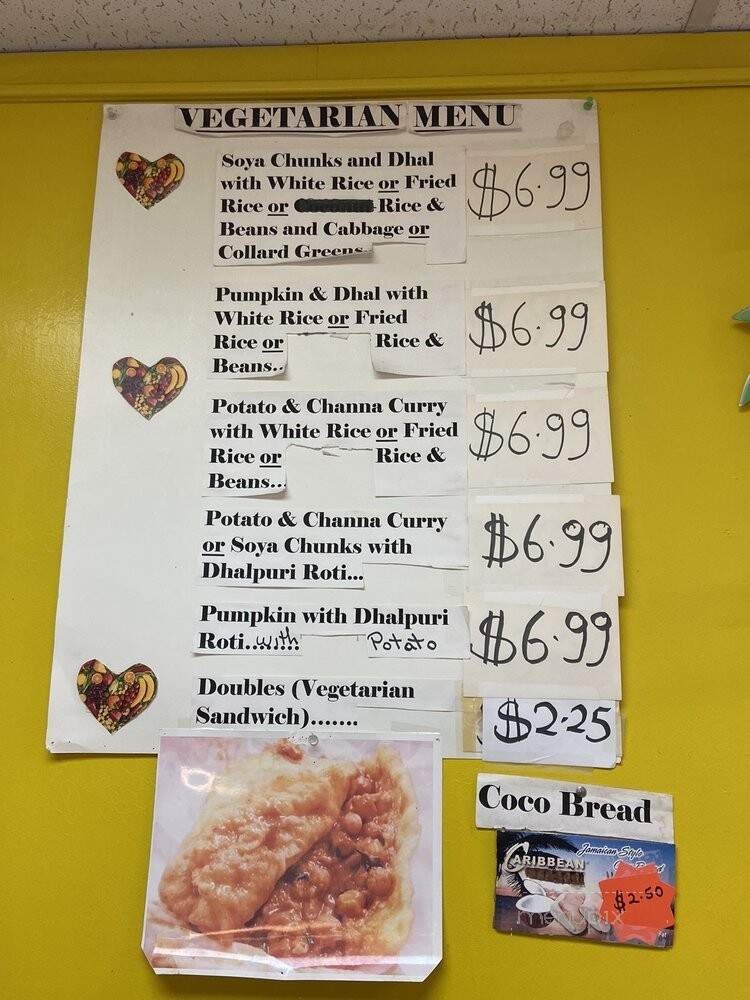 VEGETARIAN MENU
Soya Chunks and Dhal
with White Rice or Fried
Rice or Rice &
Beans and Cabbage or
Collard Greens..
$6.99
Pumpkin & Dhal with
White Rice or Fried
Rice or Rice &
Beans..
$6.99
Potato & Channa Curry
with White Rice or Fried
Rice or Rice &
Beans...
$6.99
Potato & Channa Curry
or Soya Chunks with
Dhalpuri Roti...
$6.99
Pumpkin with Dhalpuri
Roti..with Potato
$6.99
Doubles (Vegetarian
Sandwich).......
$2.25
Coco Bread
CARIBBEAN
Jamaican Style
$2.50
menupix